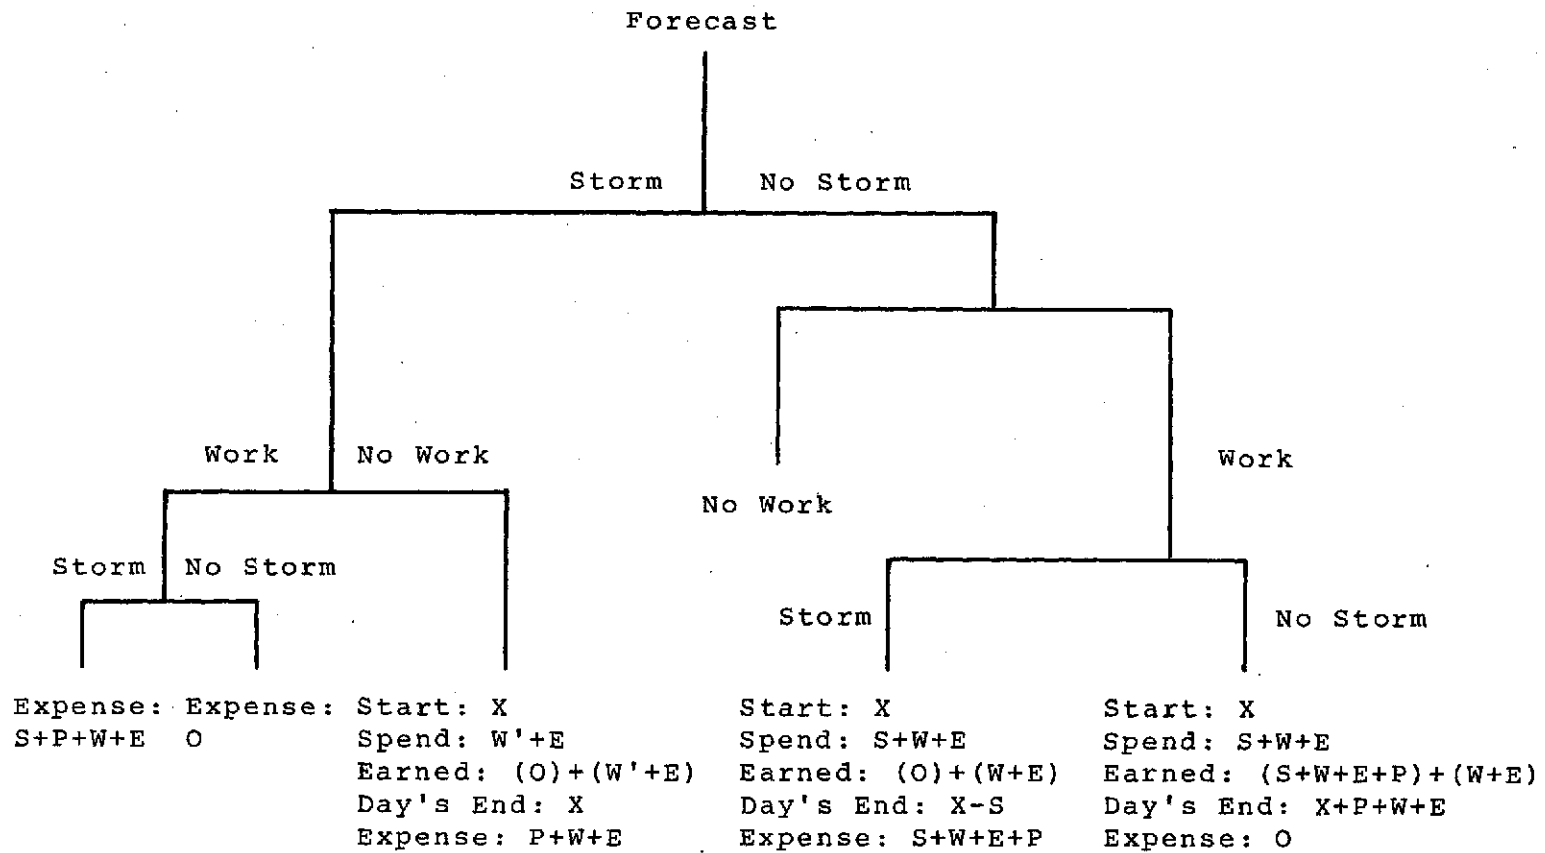 Forecast
Storm No Storm
Work No Work
Work
No Work
Storm No Storm
Storm
No Storm
Expense: Expense: Start: X Start: X Start: X
S+P+W+E O Spend: W'+E Spend: S+W+E Spend: S+W+E
Earned: (O)+(W'+E) Earned: (O)+(W+E) Earned: (S+W+E+P)+(W+E)
Day's End: X Day's End: X-S Day's End: X+P+W+E
Expense: P+W+E Expense: S+W+E+P Expense: O